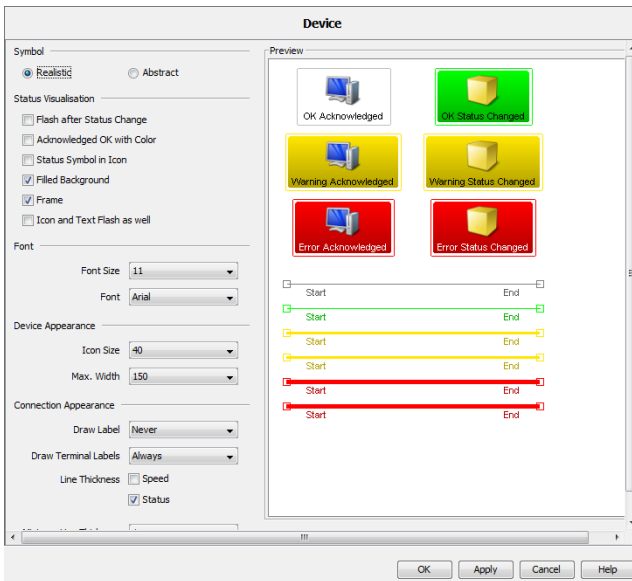 Device
Symbol
Realistic
Abstract
Status Visualisation
Flash after Status Change
Acknowledged OK with Color
Status Symbol in Icon
Filled Background
Frame
Icon and Text Flash as well
Font
Font Size 11
Font Arial
Device Appearance
Icon Size 40
Max. Width 150
Connection Appearance
Draw Label Never
Draw Terminal Labels Always
Line Thickness Speed
Status
Preview
OK Acknowledged
OK Status Changed
Warning Acknowledged
Warning Status Changed
Error Acknowledged
Error Status Changed
Start End
Start End
Start End
Start End
Start End
Start End
OK Apply Cancel Help